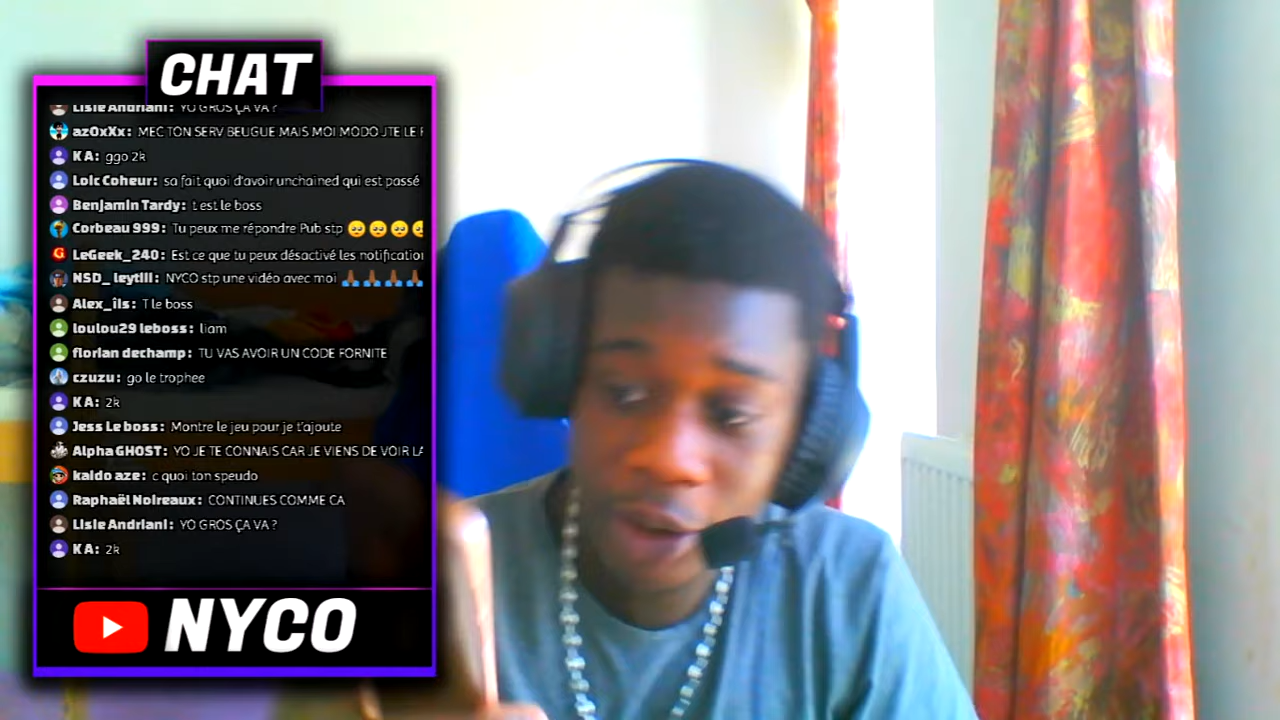 CHAT
Lisie Andriani: YO GROS ÇA VA ?
azOxXx: MEC TON SERV BEUGUE MAIS MOI MODO JTE LE
K A: ggo 2k
Loic Coheur: sa fait quoi d'avoir unchained qui est passé
Benjamin Tardy: t est le boss
Corbeau 999: Tu peux me répondre Pub stp 🥺🥺🥺🥺
LeGeek_240: Est ce que tu peux désactivé les notification
NSD_ leytill: NYCO stp une vidéo avec moi 🙏🏾🙏🏾🙏🏾🙏🏾
Alex_îls: T le boss
loulou29 leboss: liam
florian dechamp: TU VAS AVOIR UN CODE FORNITE
czuzu: go le trophee
K A: 2k
Jess Le boss: Montre le jeu pour je t'ajoute
Alpha GHOST: YO JE TE CONNAIS CAR JE VIENS DE VOIR LA
kaido aze: c quoi ton speudo
Raphaël Noireaux: CONTINUES COMME CA
Lisie Andriani: YO GROS ÇA VA ?
K A: 2k
NYCO